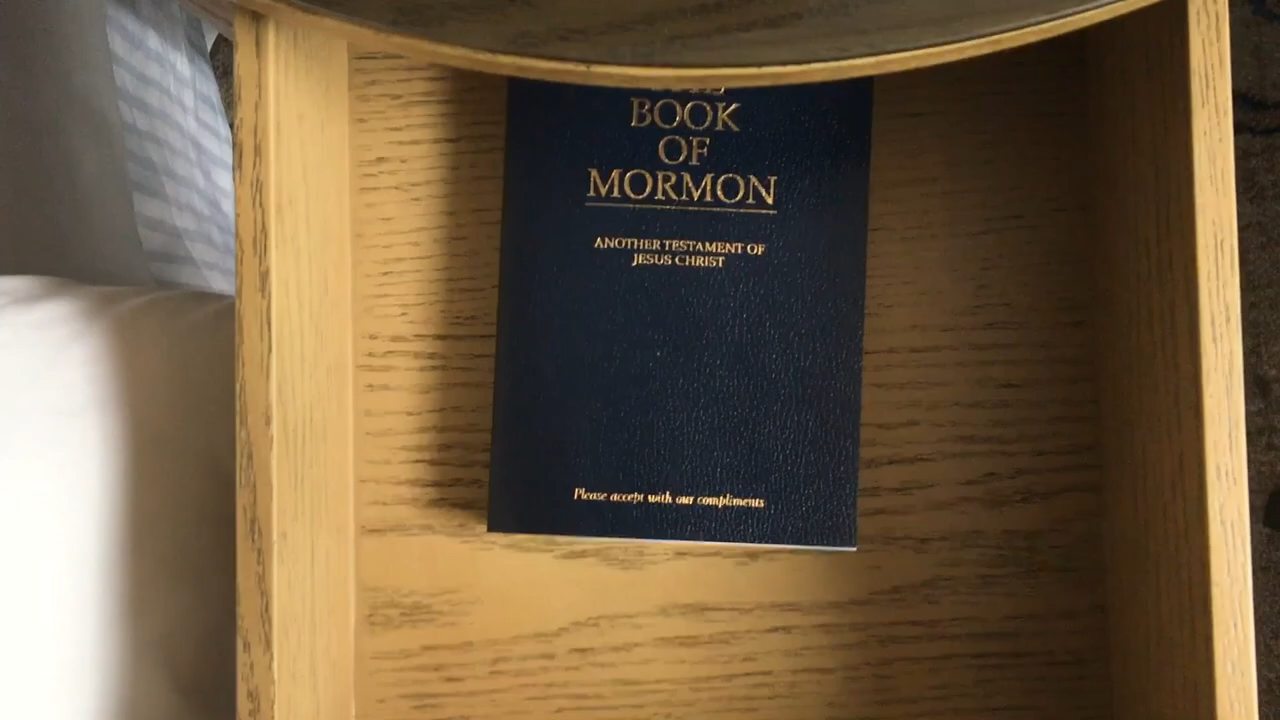 BOOK
OF
MORMON
ANOTHER TESTAMENT OF
JESUS CHRIST
Please accept with our compliments